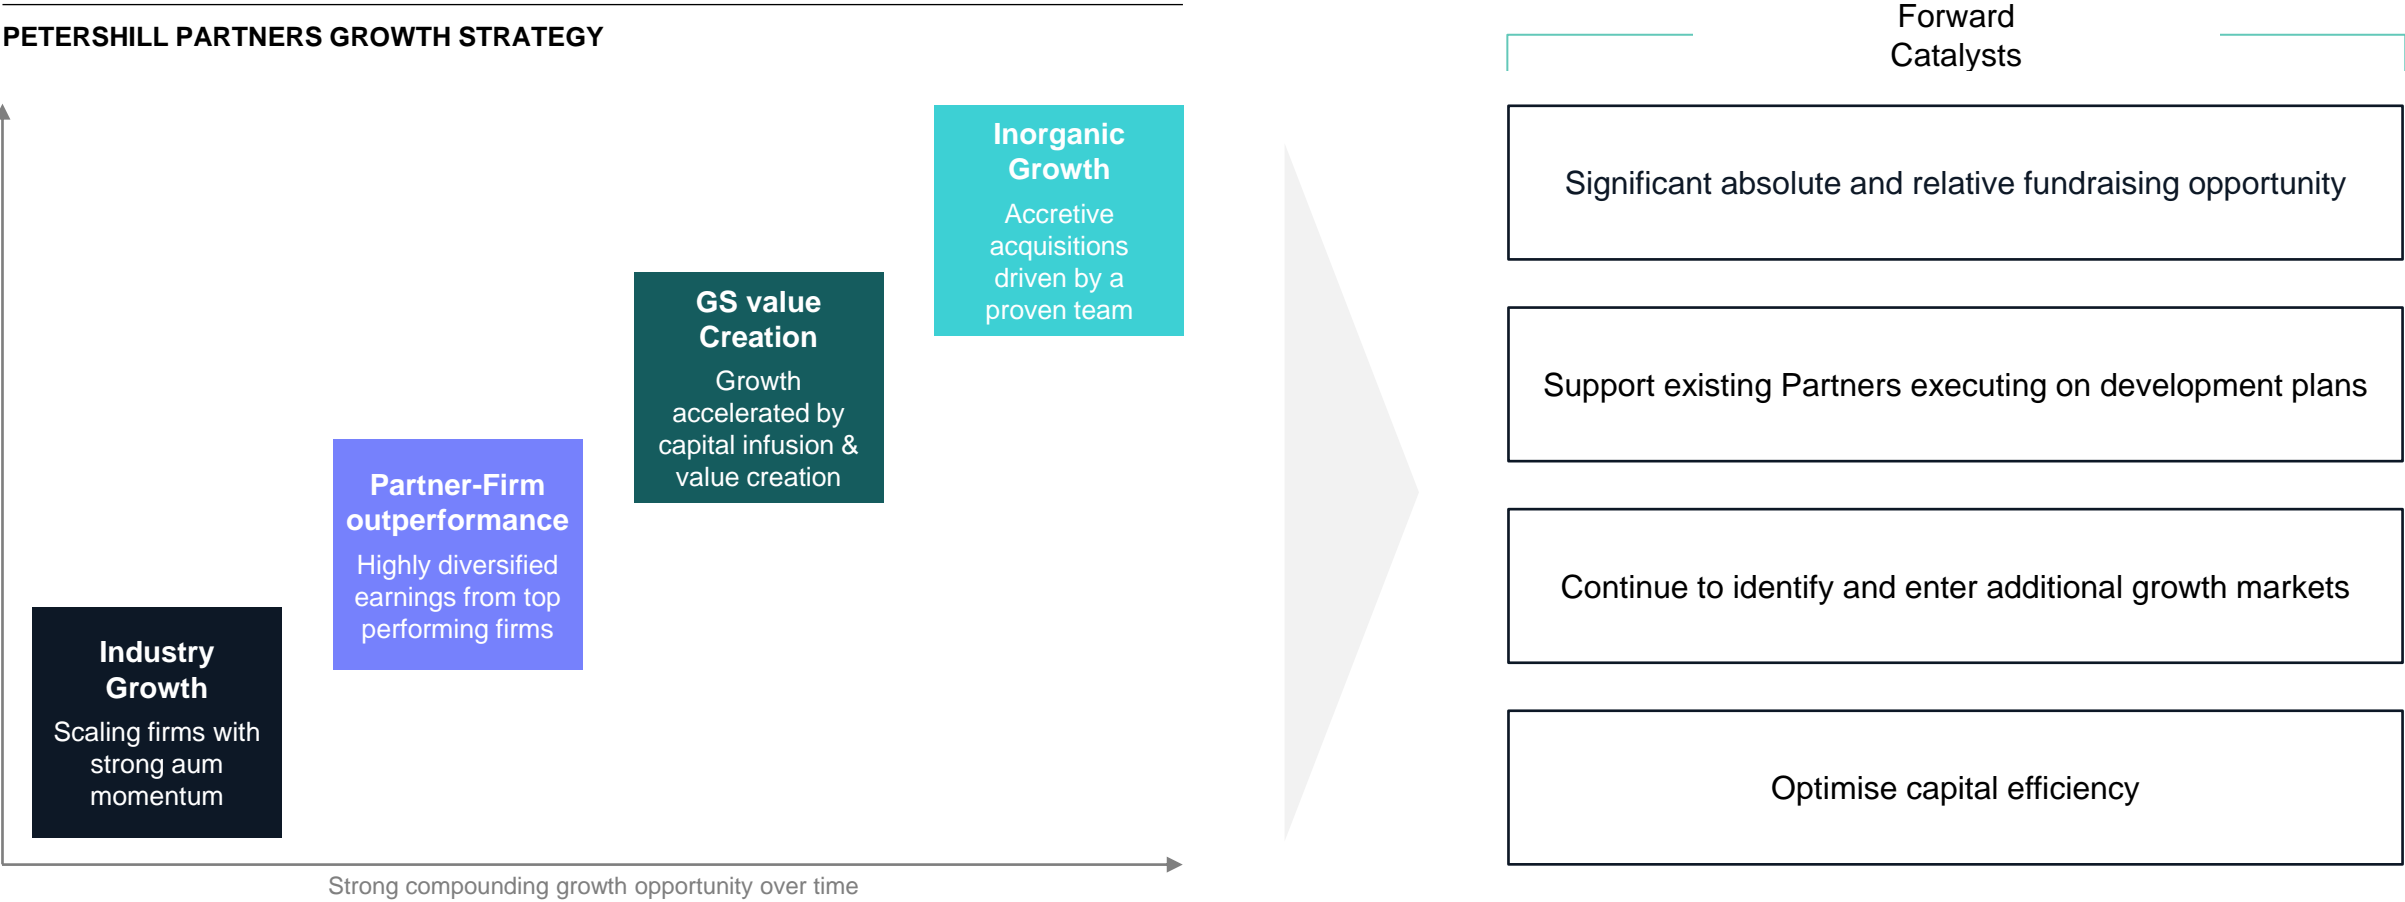 PETERSHILL PARTNERS GROWTH STRATEGY
Industry
Growth
Scaling firms with
strong aum
momentum
Partner-Firm
outperformance
Highly diversified
earnings from top
performing firms
GS value
Creation
Growth
accelerated by
capital infusion &
value creation
Inorganic
Growth
Accretive
acquisitions
driven by a
proven team
Strong compounding growth opportunity over time
Forward
Catalysts
Significant absolute and relative fundraising opportunity
Support existing Partners executing on development plans
Continue to identify and enter additional growth markets
Optimise capital efficiency